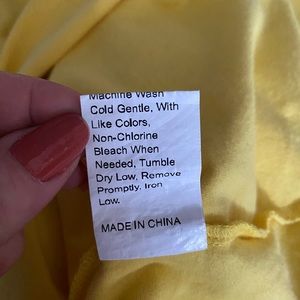 Machine Wash
Cold Gentle, With
Like Colors,
Non-Chlorine
Bleach When
Needed, Tumble
Dry Low, Remove
Promptly, Iron
Low.
MADE IN CHINA